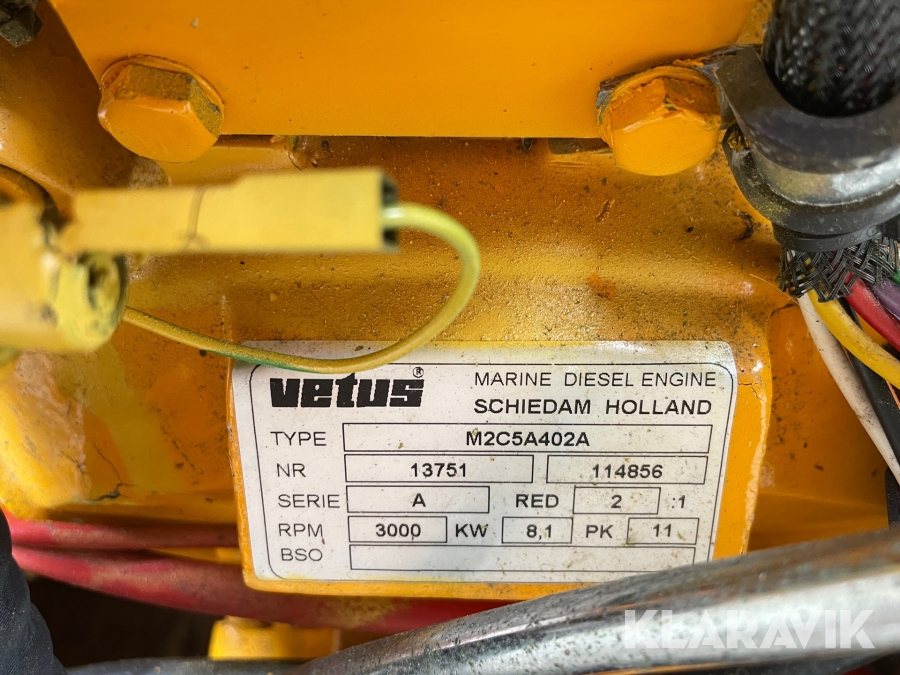 vetus® MARINE DIESEL ENGINE
SCHIEDAM HOLLAND
TYPE M2C5A402A
NR 13751 114856
SERIE A RED 2 :1
RPM 3000 KW 8,1 PK 11
BSO
KLARAVIK